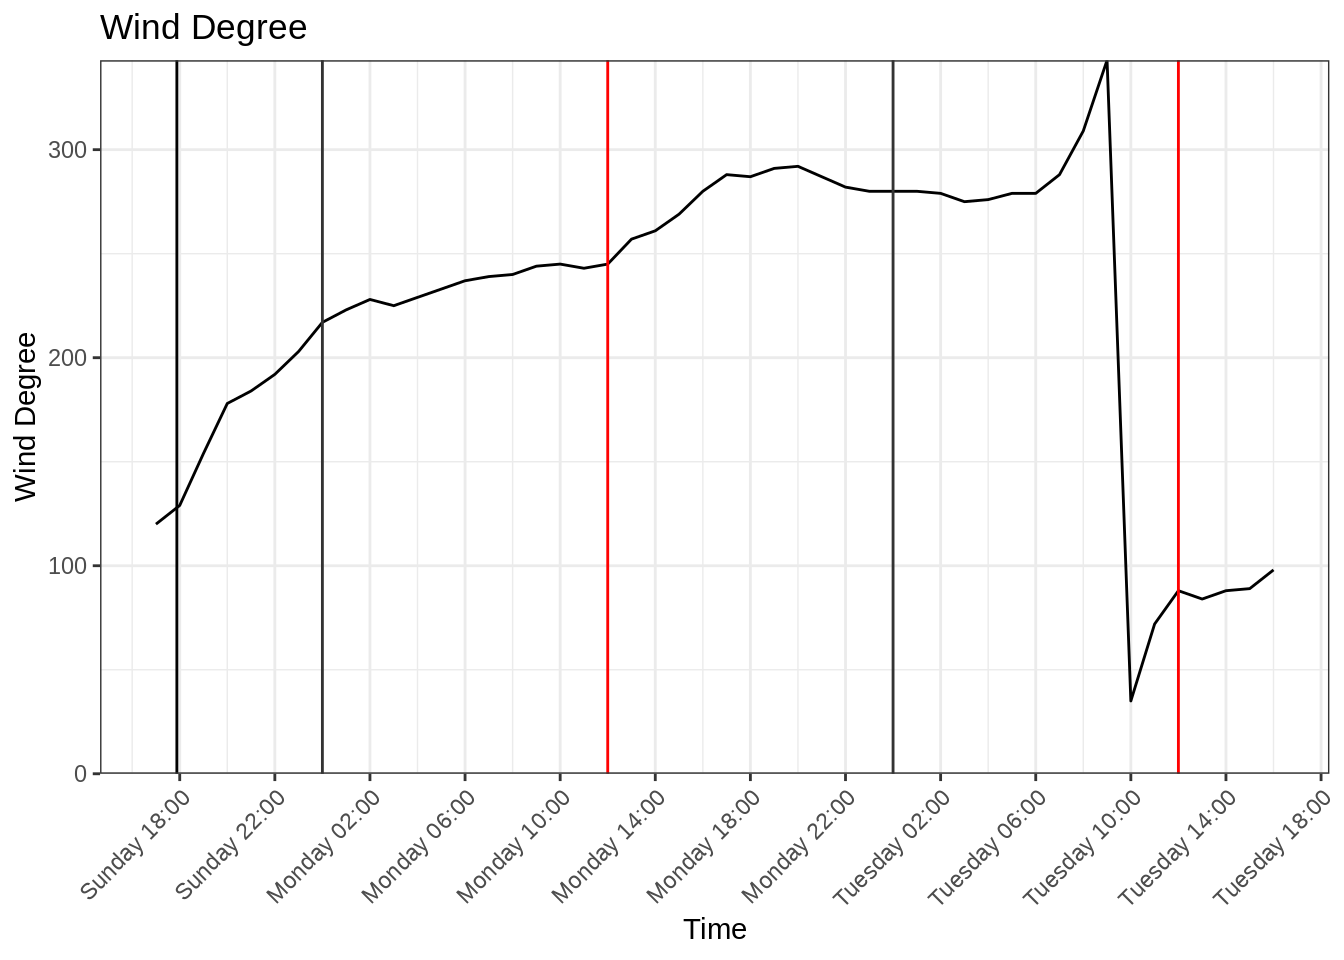 Wind Degree
Wind Degree
300
200
100
0
Sunday 18:00
Sunday 22:00
Monday 02:00
Monday 06:00
Monday 10:00
Monday 14:00
Monday 18:00
Monday 22:00
Tuesday 02:00
Tuesday 06:00
Tuesday 10:00
Tuesday 14:00
Tuesday 18:00
Time